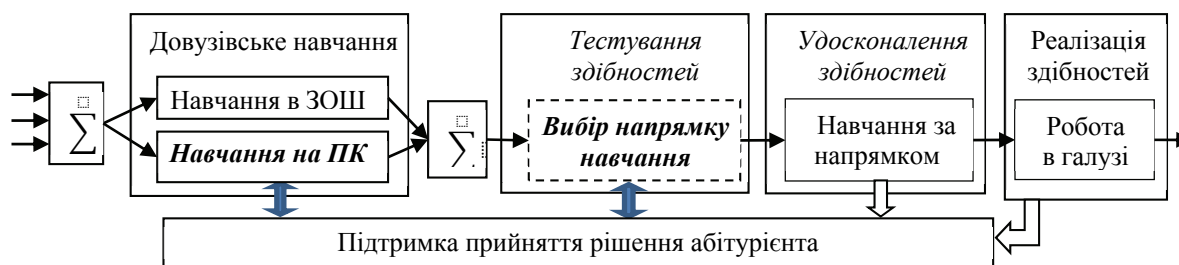 Довузівське навчання
Навчання в ЗОШ
Навчання на ПК
∑
∑
Тестування
здібностей
Вибір напрямку
навчання
Удосконалення
здібностей
Навчання за
напрямком
Реалізація
здібностей
Робота
в галузі
Підтримка прийняття рішення абітурієнта